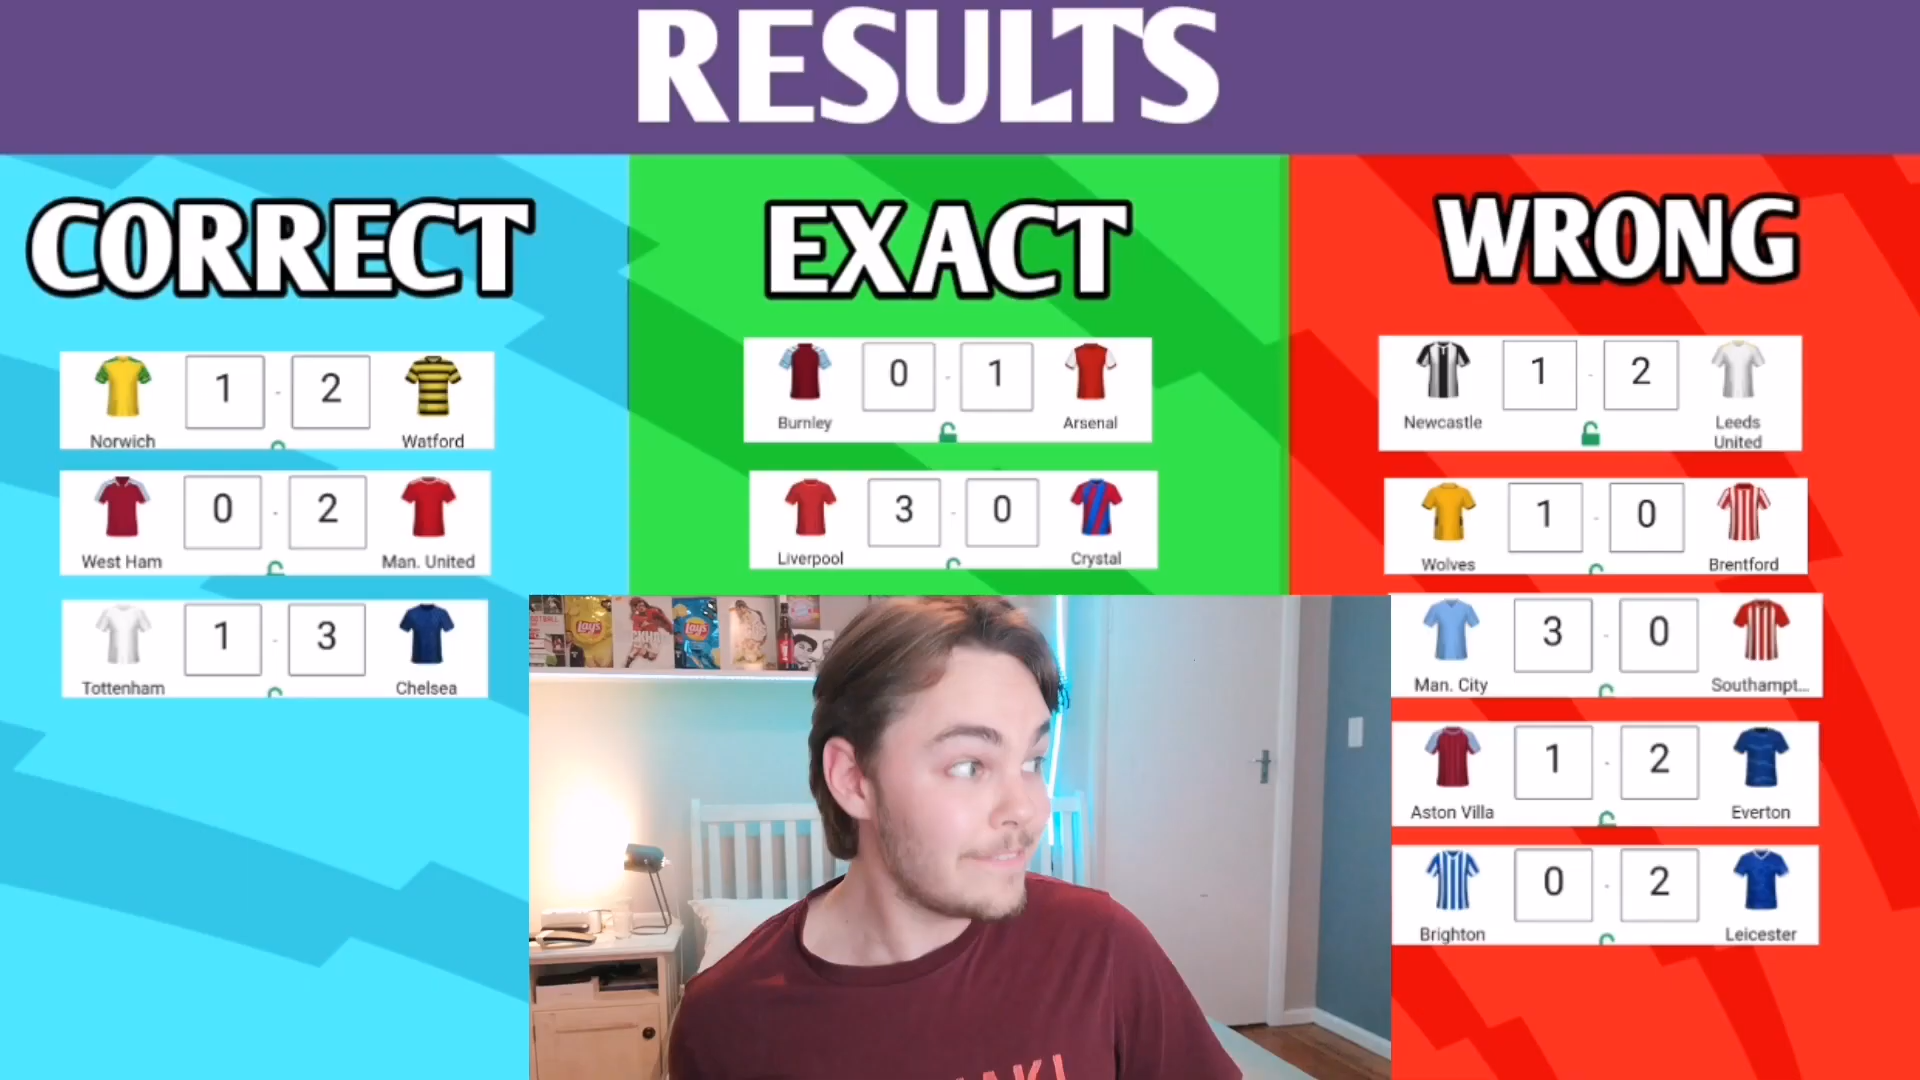 RESULTS
CORRECT
1 - 2
Norwich Watford
0 - 2
West Ham Man. United
1 - 3
Tottenham Chelsea
EXACT
0 - 1
Burnley Arsenal
3 - 0
Liverpool Crystal
WRONG
1 - 2
Newcastle Leeds
United
1 - 0
Wolves Brentford
3 - 0
Man. City Southampt...
1 - 2
Aston Villa Everton
0 - 2
Brighton Leicester
Lay's
Lay's